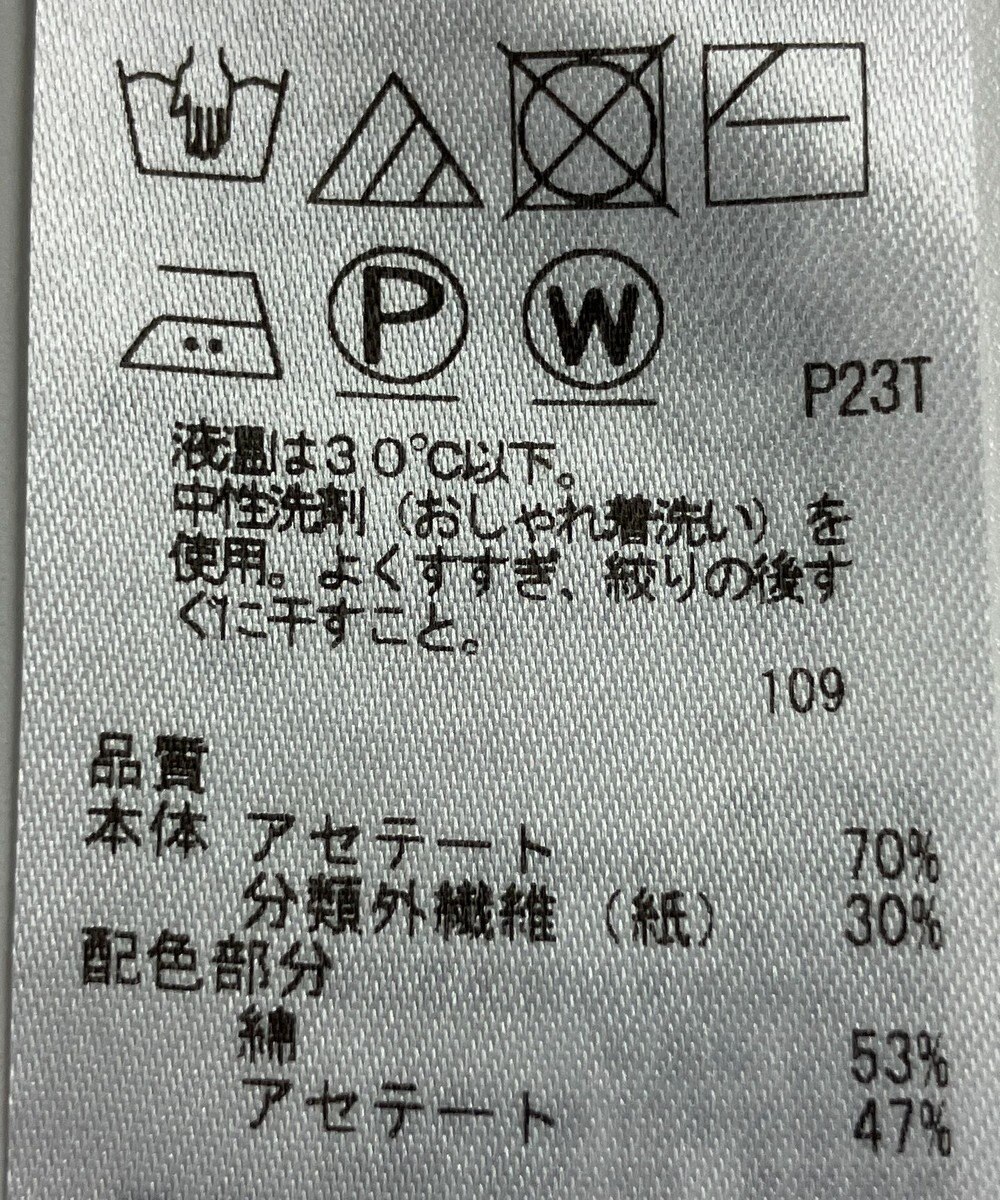 P W
P23T
液温は30℃以下。
中性洗剤（おしゃれ着洗い）を
使用。よくすすぎ、絞りの後す
ぐに干すこと。
109
品質
本体 アセテート 70%
分類外繊維（紙） 30%
配色部分
綿 53%
アセテート 47%